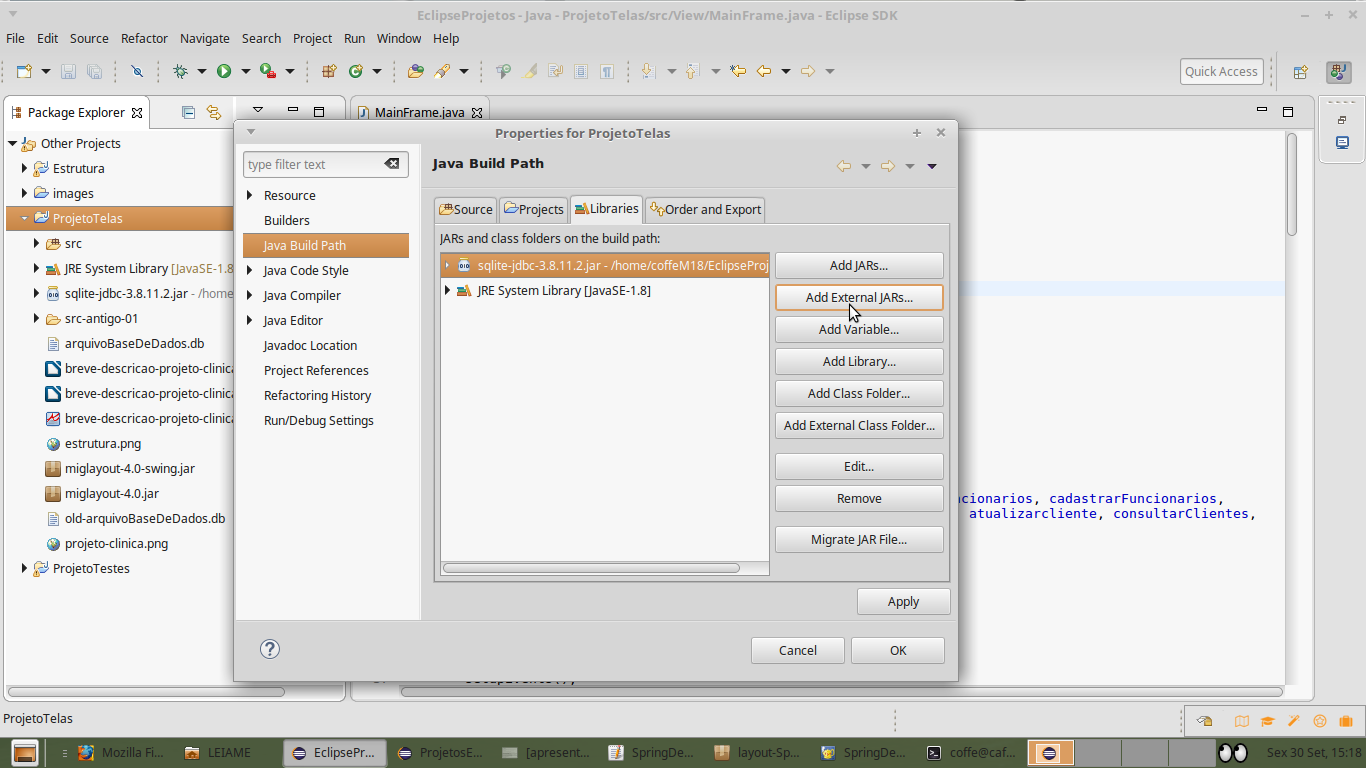 EclipseProjetos - Java - ProjetoTelas/src/View/MainFrame.java - Eclipse SDK
File Edit Source Refactor Navigate Search Project Run Window Help
Quick Access
Package Explorer
MainFrame.java
Other Projects
Estrutura
images
ProjetoTelas
src
JRE System Library [JavaSE-1.8
sqlite-jdbc-3.8.11.2.jar - /home
src-antigo-01
arquivoBaseDeDados.db
breve-descricao-projeto-clinica
breve-descricao-projeto-clinica
breve-descricao-projeto-clinica
estrutura.png
miglayout-4.0-swing.jar
miglayout-4.0.jar
old-arquivoBaseDeDados.db
projeto-clinica.png
ProjetoTestes
Properties for ProjetoTelas
type filter text
Resource
Builders
Java Build Path
Java Code Style
Java Compiler
Java Editor
Javadoc Location
Project References
Refactoring History
Run/Debug Settings
Java Build Path
Source Projects Libraries Order and Export
JARs and class folders on the build path:
sqlite-jdbc-3.8.11.2.jar - /home/coffeM18/EclipseProj
JRE System Library [JavaSE-1.8]
Add JARs...
Add External JARs...
Add Variable...
Add Library...
Add Class Folder...
Add External Class Folder...
Edit...
Remove
Migrate JAR File...
Apply
Cancel OK
cionarios, cadastrarFuncionarios,
atualizarcliente, consultarClientes,
ProjetoTelas
Mozilla Fi... LEIAME EclipsePr... ProjetosE... [apresent... SpringDe... layout-Sp... SpringDe... coffe@caf... Sex 30 Set, 15:18